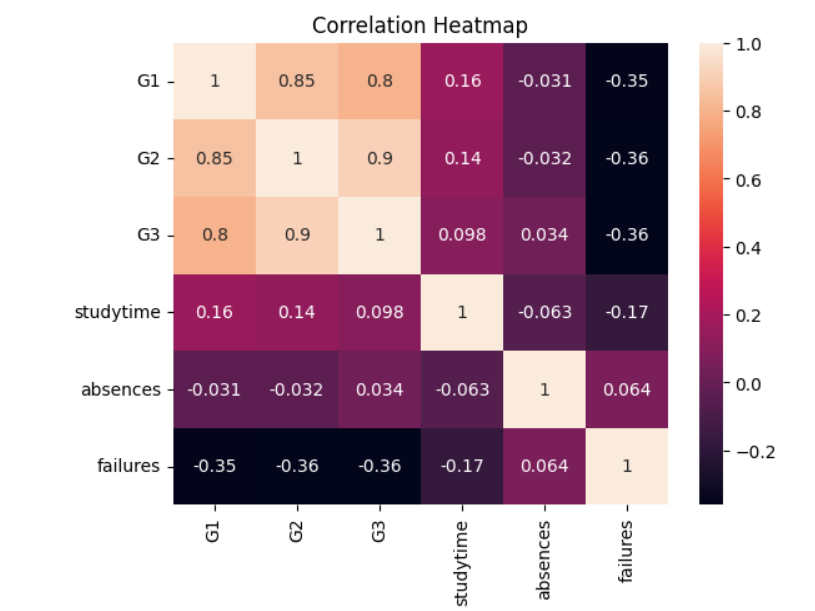 Correlation Heatmap
G1 1 0.85 0.8 0.16 -0.031 -0.35
G2 0.85 1 0.9 0.14 -0.032 -0.36
G3 0.8 0.9 1 0.098 0.034 -0.36
studytime 0.16 0.14 0.098 1 -0.063 -0.17
absences -0.031 -0.032 0.034 -0.063 1 0.064
failures -0.35 -0.36 -0.36 -0.17 0.064 1
G1 G2 G3 studytime absences failures
1.0
0.8
0.6
0.4
0.2
0.0
−0.2